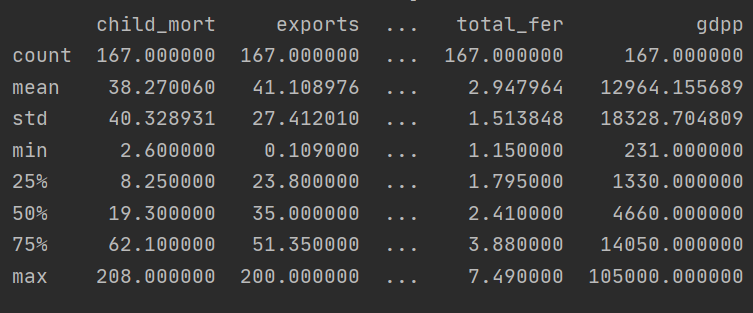 child_mort exports ... total_fer gdpp
count 167.000000 167.000000 ... 167.000000 167.000000
mean 38.270060 41.108976 ... 2.947964 12964.155689
std 40.328931 27.412010 ... 1.513848 18328.704809
min 2.600000 0.109000 ... 1.150000 231.000000
25% 8.250000 23.800000 ... 1.795000 1330.000000
50% 19.300000 35.000000 ... 2.410000 4660.000000
75% 62.100000 51.350000 ... 3.880000 14050.000000
max 208.000000 200.000000 ... 7.490000 105000.000000